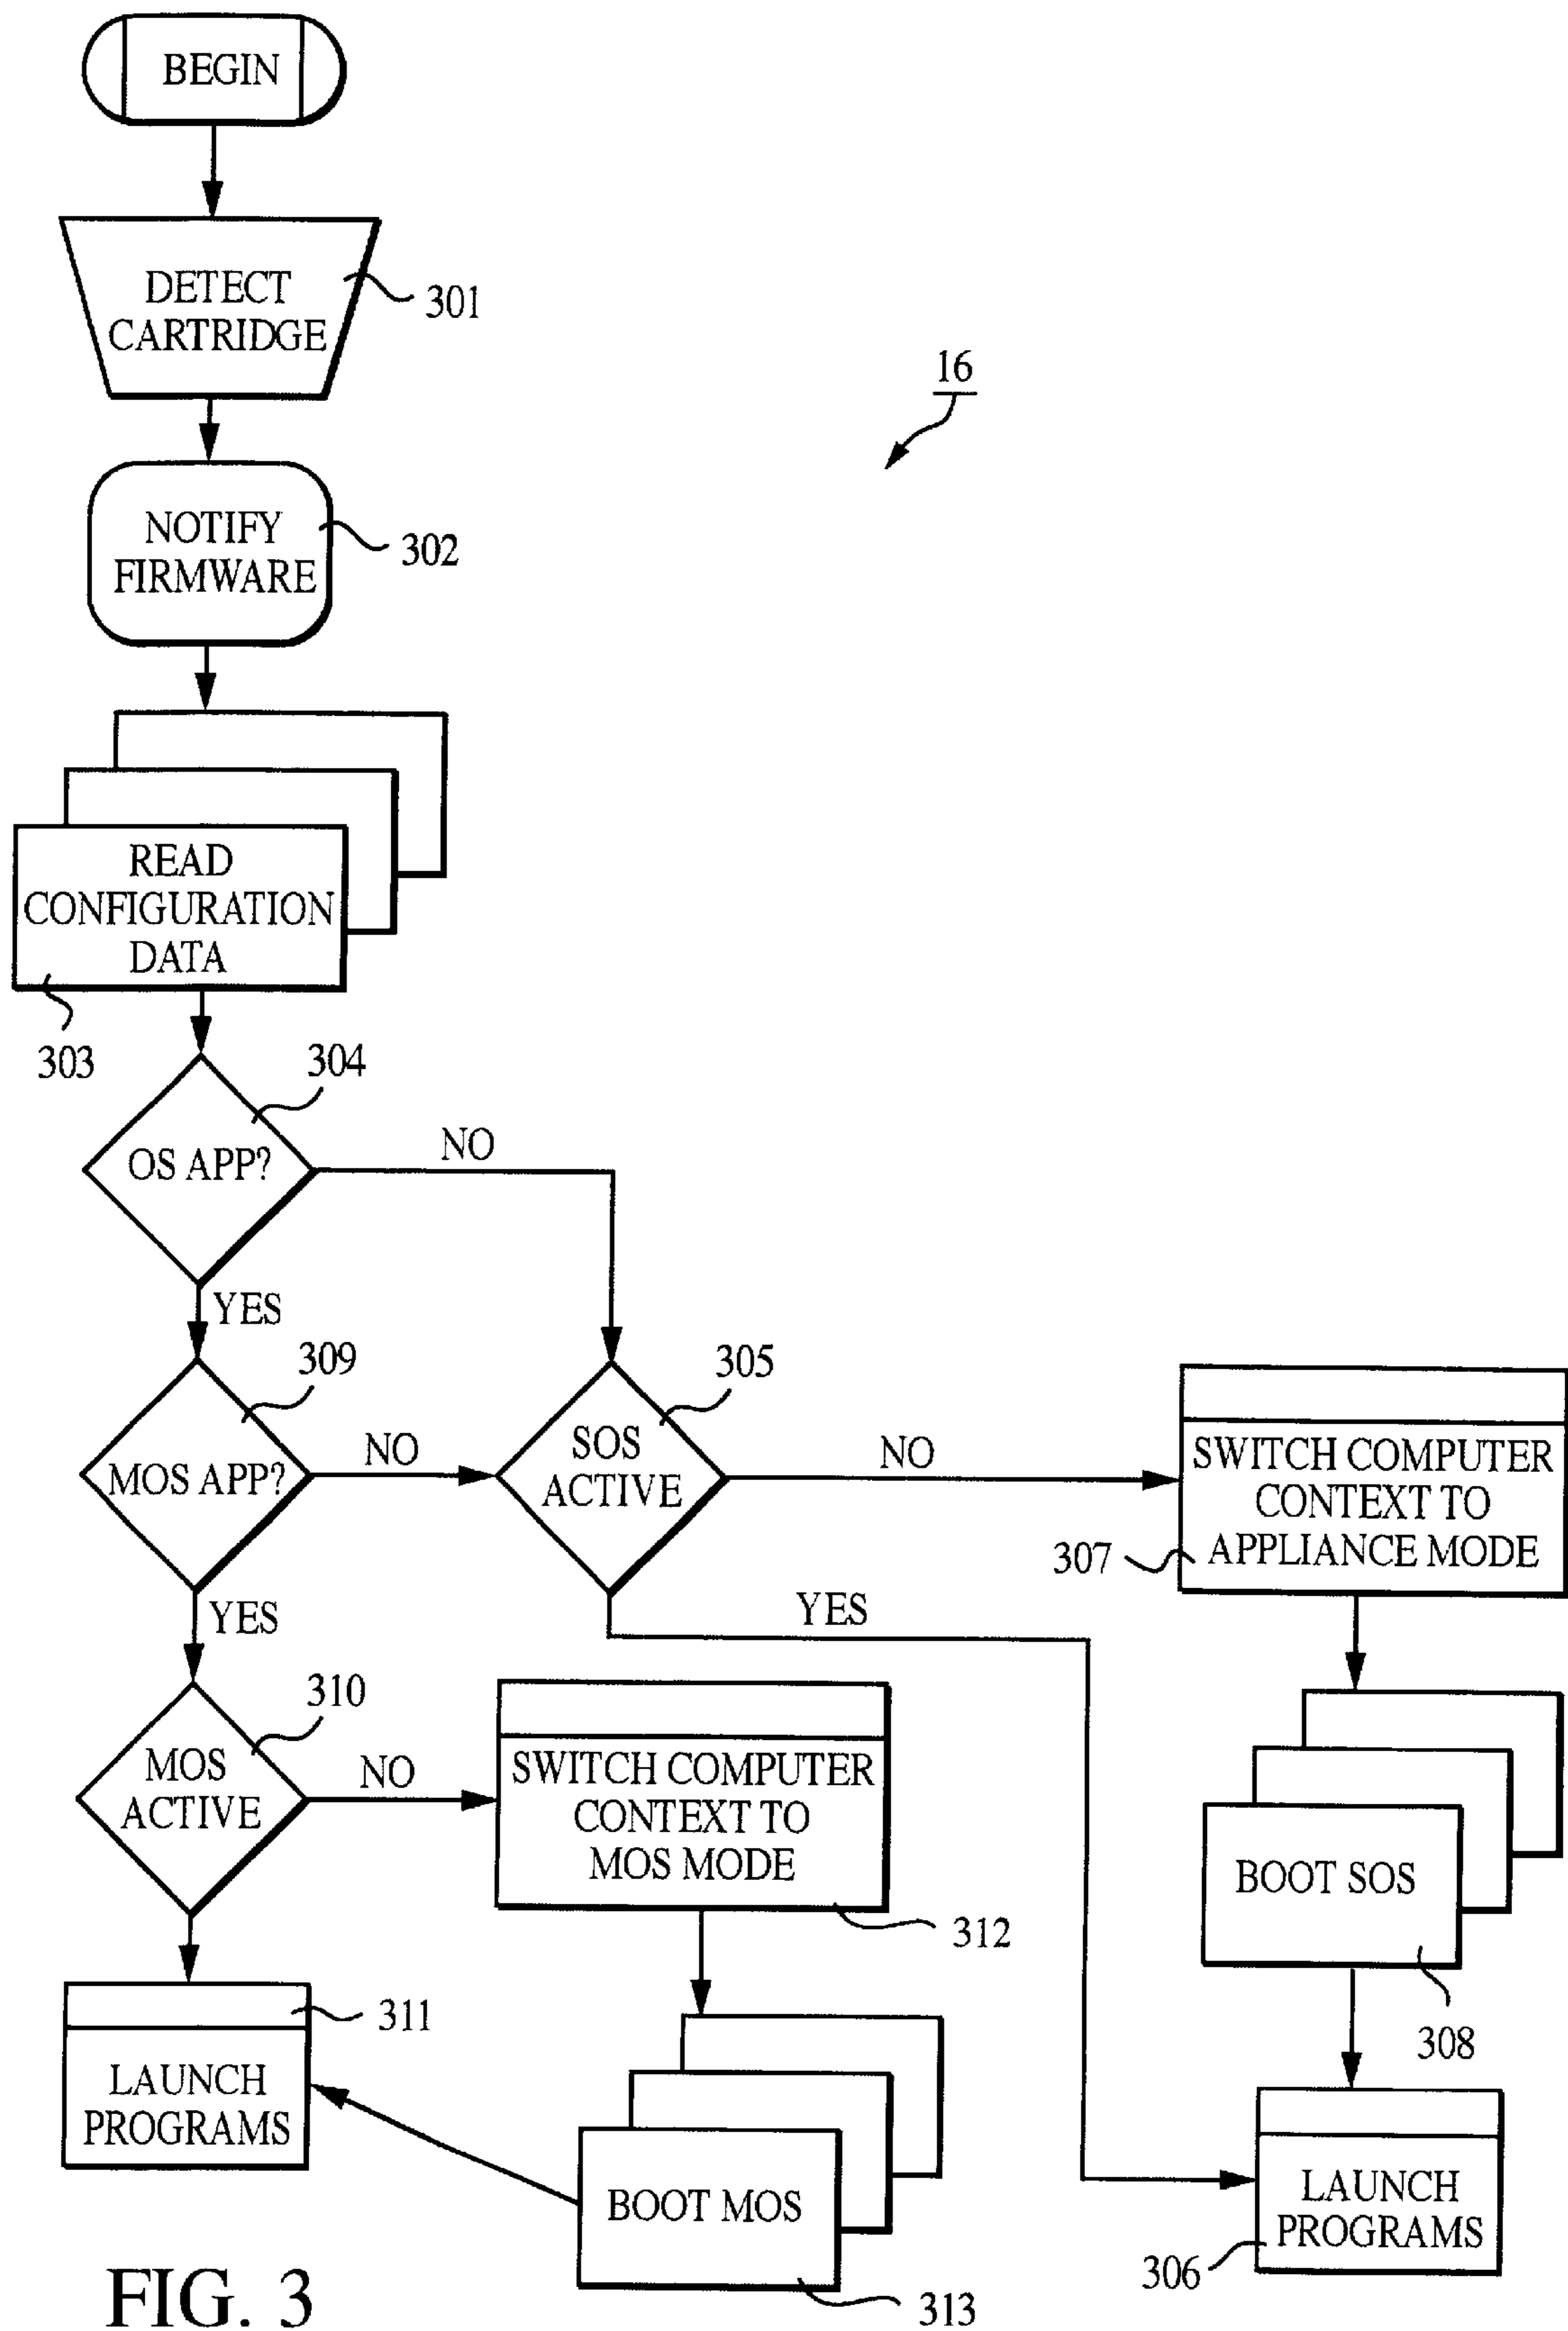 BEGIN
DETECT
CARTRIDGE
301
16
NOTIFY
FIRMWARE
302
READ
CONFIGURATION
DATA
303
304
OS APP?
NO
YES
309
MOS APP?
NO
305
SOS
ACTIVE
NO
SWITCH COMPUTER
CONTEXT TO
APPLIANCE MODE
307
YES
YES
310
MOS
ACTIVE
NO
SWITCH COMPUTER
CONTEXT TO
MOS MODE
312
BOOT SOS
308
311
LAUNCH
PROGRAMS
BOOT MOS
313
LAUNCH
PROGRAMS
306
FIG. 3